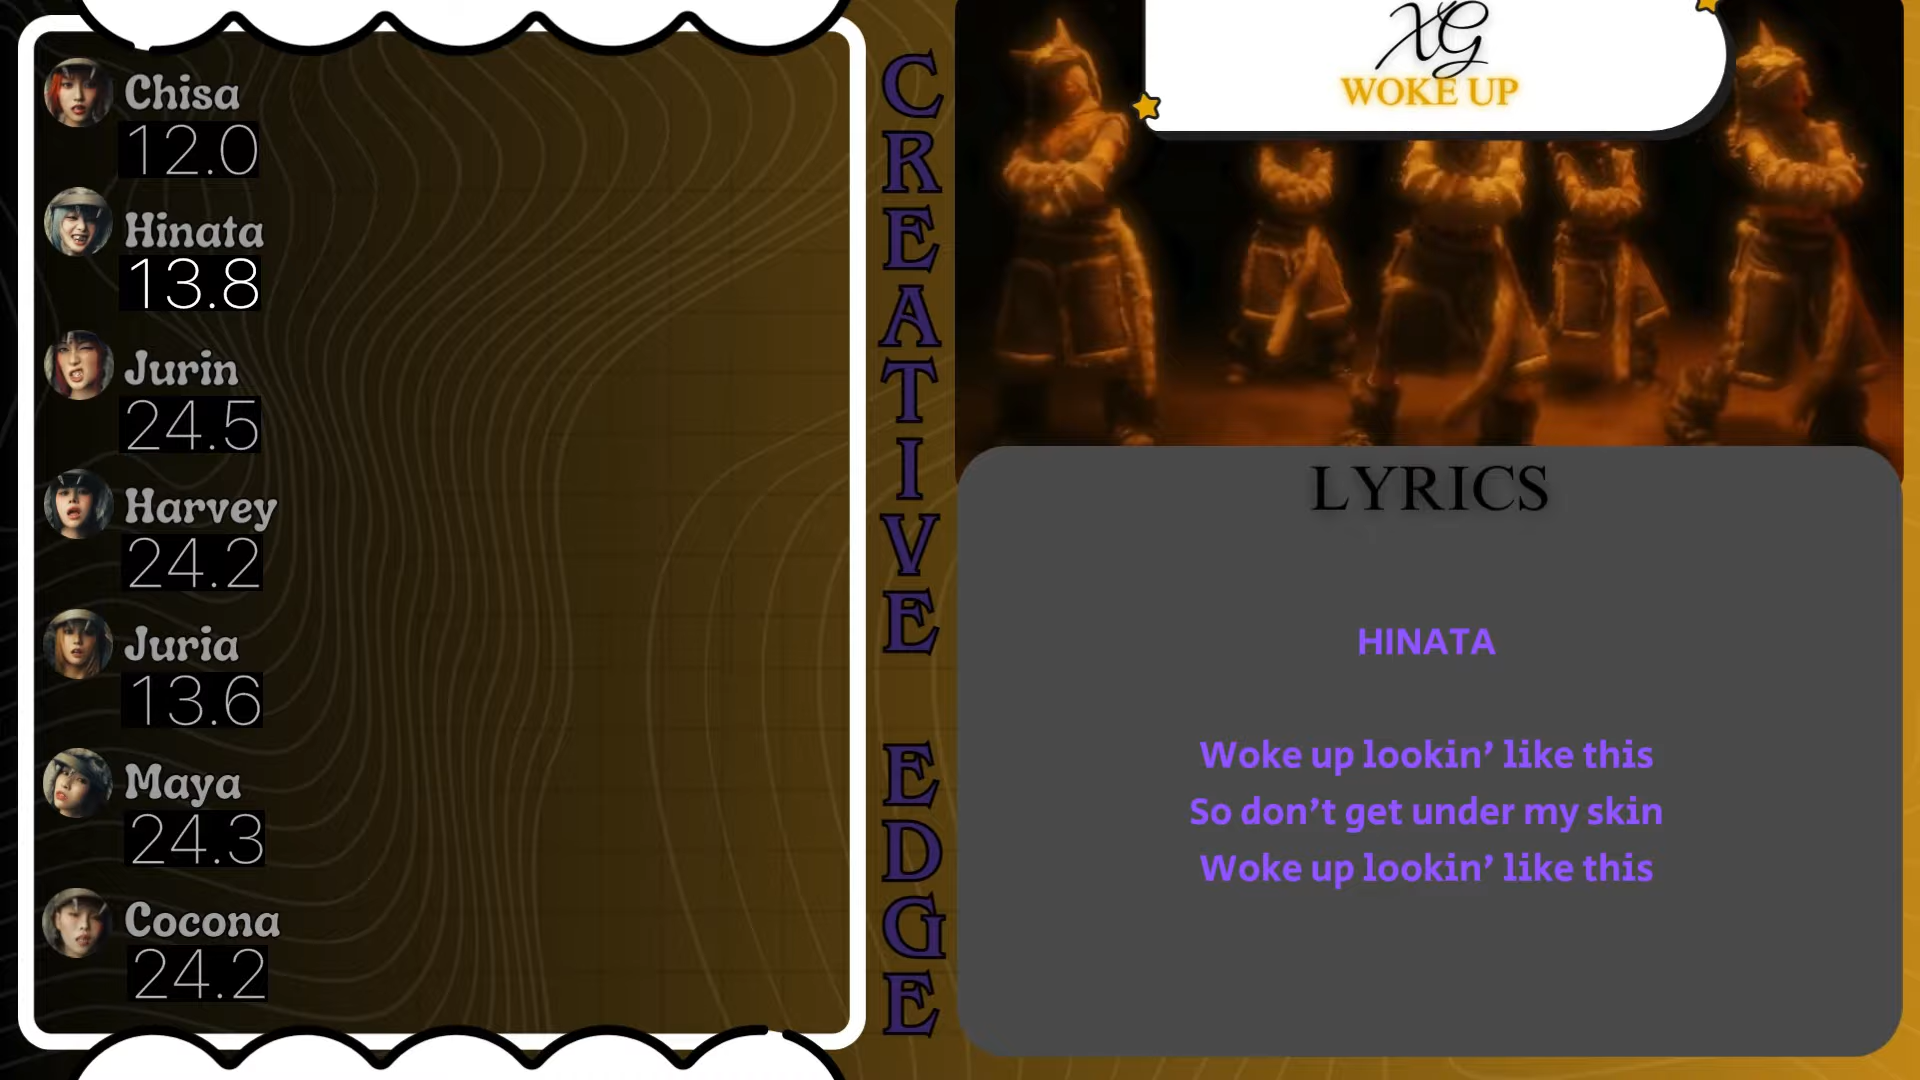 Chisa
12.0
Hinata
13.8
Jurin
24.5
Harvey
24.2
Juria
13.6
Maya
24.3
Cocona
24.2
CREATIVE EDGE
XG
WOKE UP
LYRICS
HINATA
Woke up lookin’ like this
So don’t get under my skin
Woke up lookin’ like this